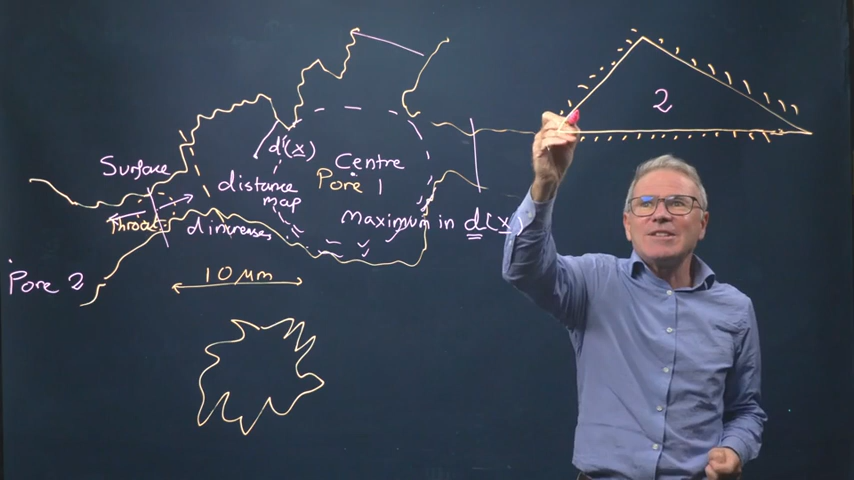 2
d(x)
Centre
Surface
distance
map
Pore 1
Throat
d increases
maximum in d(x)
Pore 2
10 μm